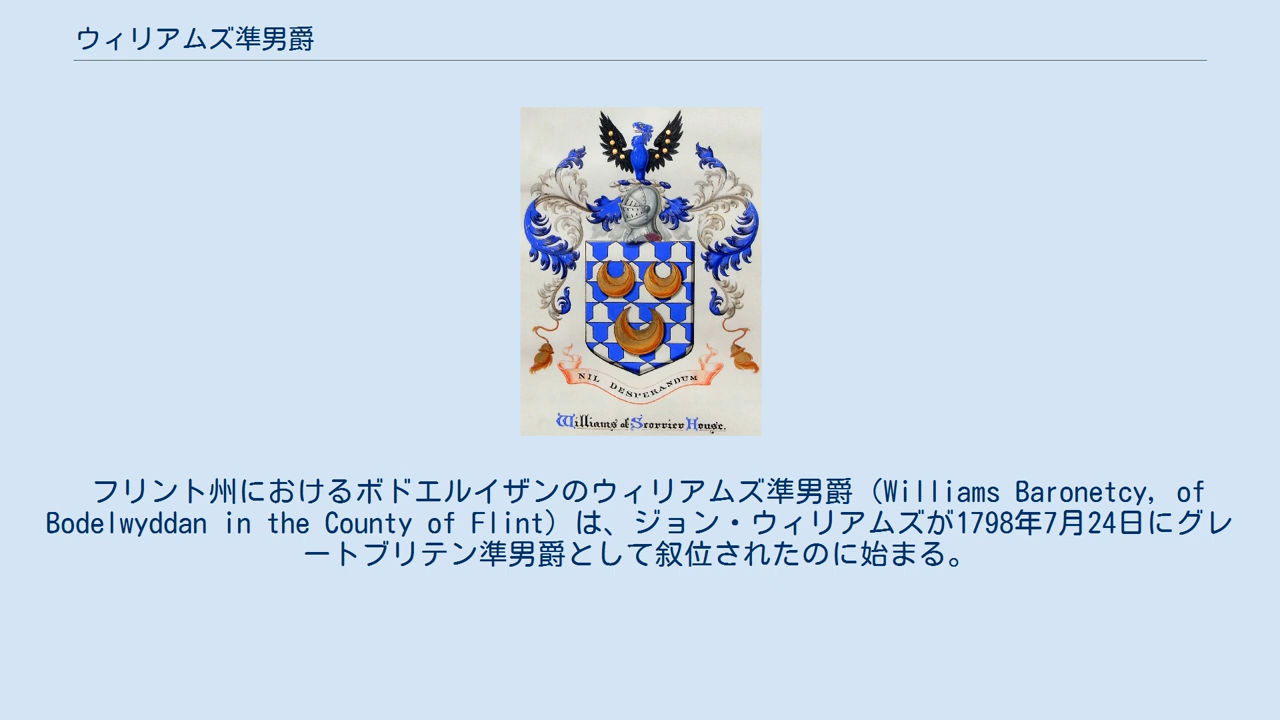 ウィリアムズ準男爵
NIL DESPERANDUM
Williams of Scorrier House.
フリント州におけるボドエルイザンのウィリアムズ準男爵（Williams Baronetcy, of
Bodelwyddan in the County of Flint）は、ジョン・ウィリアムズが1798年7月24日にグレ
ートブリテン準男爵として叙位されたのに始まる。